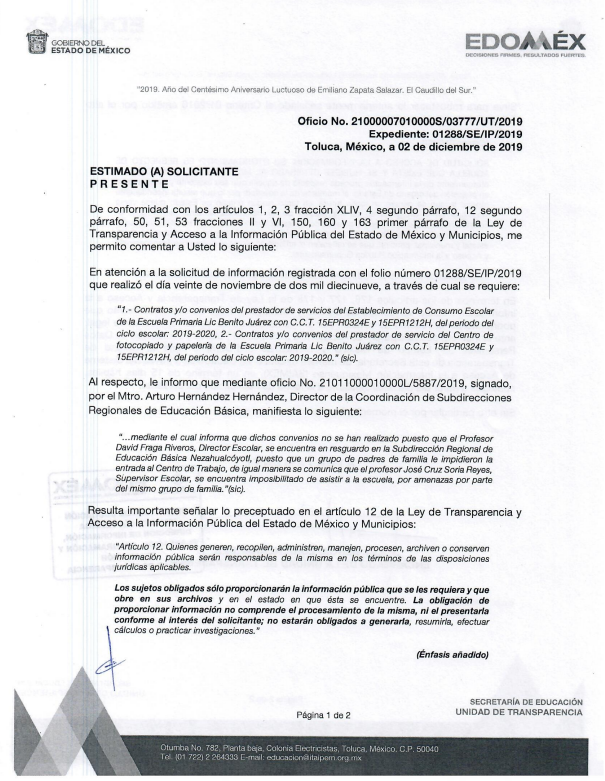 GOBIERNO DEL
ESTADO DE MÉXICO
EDOMÉX
DECISIONES FIRMES, RESULTADOS FUERTES.
"2019. Año del Centésimo Aniversario Luctuoso de Emiliano Zapata Salazar. El Caudillo del Sur."
Oficio No. 21000007010000S/03777/UT/2019
Expediente: 01288/SE/IP/2019
Toluca, México, a 02 de diciembre de 2019
ESTIMADO (A) SOLICITANTE
P R E S E N T E
De conformidad con los artículos 1, 2, 3 fracción XLIV, 4 segundo párrafo, 12 segundo
párrafo, 50, 51, 53 fracciones II y VI, 150, 160 y 163 primer párrafo de la Ley de
Transparencia y Acceso a la Información Pública del Estado de México y Municipios, me
permito comentar a Usted lo siguiente:
En atención a la solicitud de información registrada con el folio número 01288/SE/IP/2019
que realizó el día veinte de noviembre de dos mil diecinueve, a través de cual se requiere:
"1.- Contratos y/o convenios del prestador de servicios del Establecimiento de Consumo Escolar
de la Escuela Primaria Lic Benito Juárez con C.C.T. 15EPR0324E y 15EPR1212H, del periodo del
ciclo escolar: 2019-2020, 2.- Contratos y/o convenios del prestador de servicio del Centro de
fotocopiado y papelería de la Escuela Primaria Lic Benito Juárez con C.C.T. 15EPR0324E y
15EPR1212H, del periodo del ciclo escolar: 2019-2020." (sic).
Al respecto, le informo que mediante oficio No. 21011000010000L/5887/2019, signado,
por el Mtro. Arturo Hernández Hernández, Director de la Coordinación de Subdirecciones
Regionales de Educación Básica, manifiesta lo siguiente:
"...mediante el cual informa que dichos convenios no se han realizado puesto que el Profesor
David Fraga Riveros, Director Escolar, se encuentra en resguardo en la Subdirección Regional de
Educación Básica Nezahualcóyotl, puesto que un grupo de padres de familia le impidieron la
entrada al Centro de Trabajo, de igual manera se comunica que el profesor José Cruz Soria Reyes,
Supervisor Escolar, se encuentra imposibilitado de asistir a la escuela, por amenazas por parte
del mismo grupo de familia."(sic).
Resulta importante señalar lo preceptuado en el artículo 12 de la Ley de Transparencia y
Acceso a la Información Pública del Estado de México y Municipios:
"Artículo 12. Quienes generen, recopilen, administren, manejen, procesen, archiven o conserven
información pública serán responsables de la misma en los términos de las disposiciones
jurídicas aplicables.
Los sujetos obligados sólo proporcionarán la información pública que se les requiera y que
obre en sus archivos y en el estado en que ésta se encuentre. La obligación de
proporcionar información no comprende el procesamiento de la misma, ni el presentarla
conforme al interés del solicitante; no estarán obligados a generarla, resumirla, efectuar
cálculos o practicar investigaciones."
(Énfasis añadido)
SECRETARÍA DE EDUCACIÓN
UNIDAD DE TRANSPARENCIA
Página 1 de 2
Otumba No. 782, Planta baja, Colonia Electricistas, Toluca, México, C.P. 50040
Tel. (01 722) 2 264333 E-mail: educacion@itaipem.org.mx